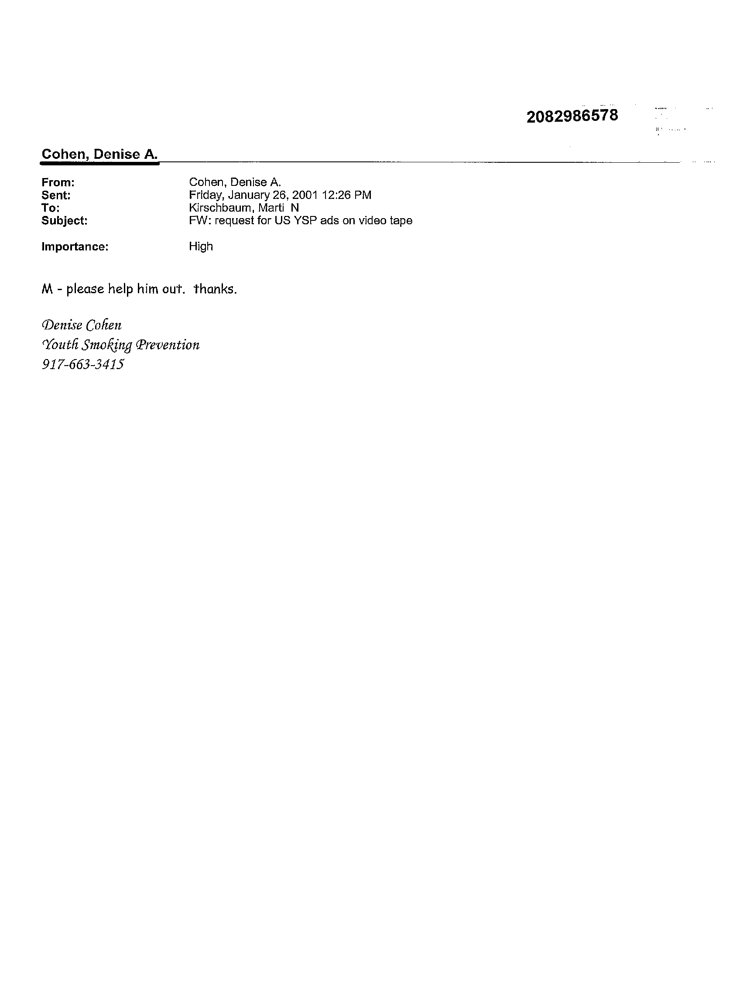 2082986578
Cohen, Denise A.
From: Cohen, Denise A.
Sent: Friday, January 26, 2001 12:26 PM
To: Kirschbaum, Marti N
Subject: FW: request for US YSP ads on video tape
Importance: High
M - please help him out. thanks.
Denise Cohen
Youth Smoking Prevention
917-663-3415